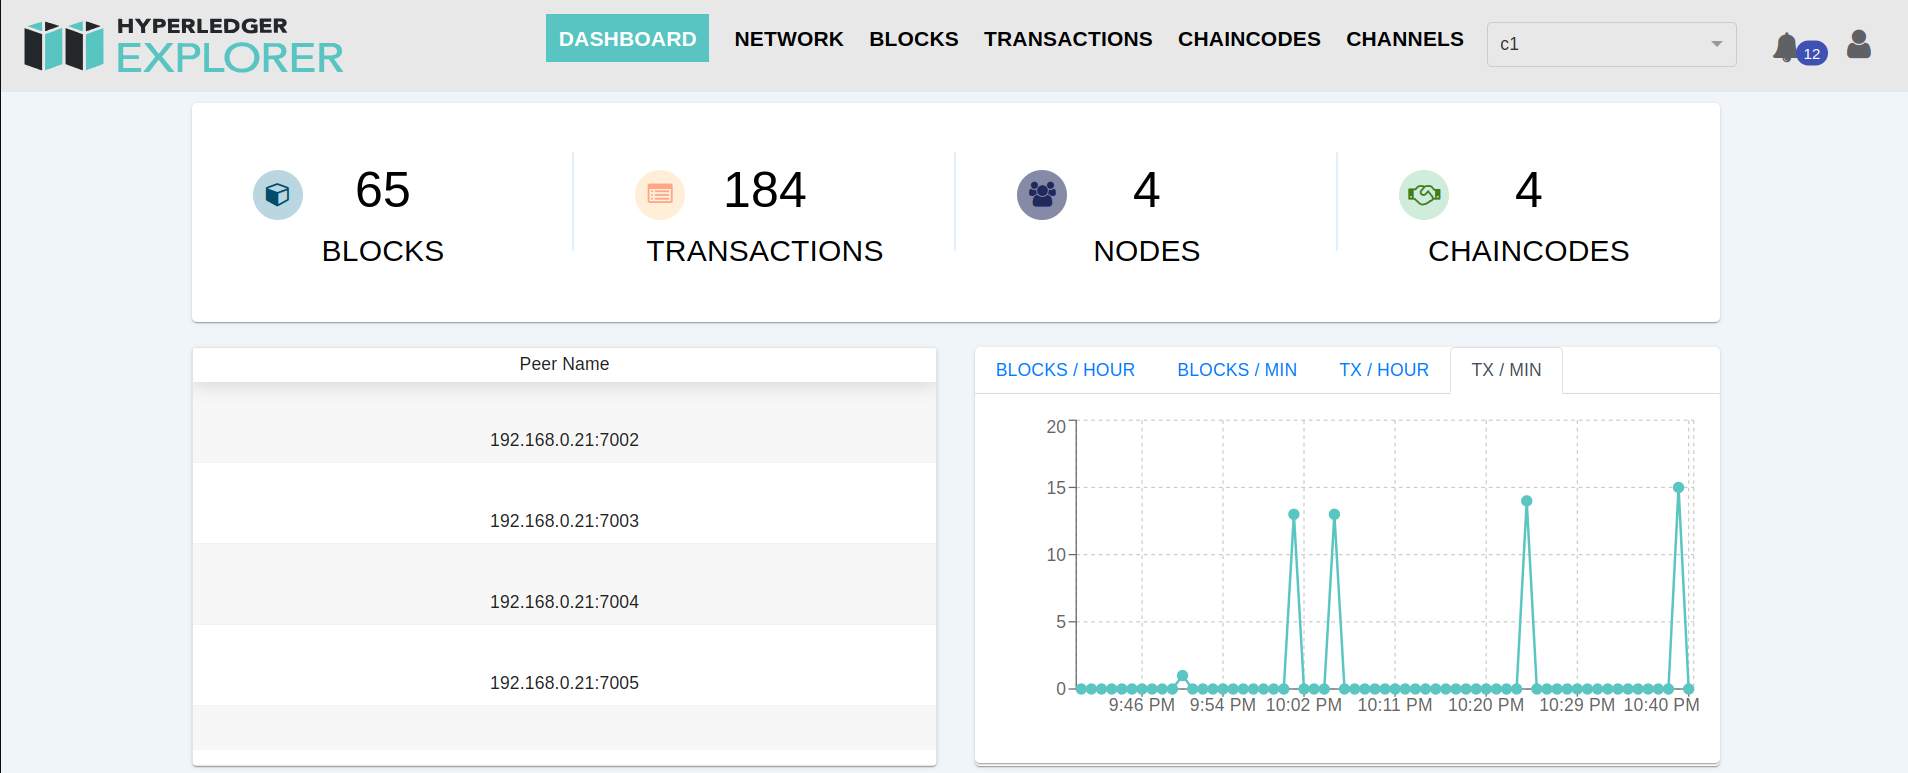 HYPERLEDGER
EXPLORER
DASHBOARD NETWORK BLOCKS TRANSACTIONS CHAINCODES CHANNELS
c1
12
65
BLOCKS
184
TRANSACTIONS
4
NODES
4
CHAINCODES
Peer Name
192.168.0.21:7002
192.168.0.21:7003
192.168.0.21:7004
192.168.0.21:7005
BLOCKS / HOUR BLOCKS / MIN TX / HOUR TX / MIN
20
15
10
5
0
9:46 PM 9:54 PM 10:02 PM 10:11 PM 10:20 PM 10:29 PM 10:40 PM